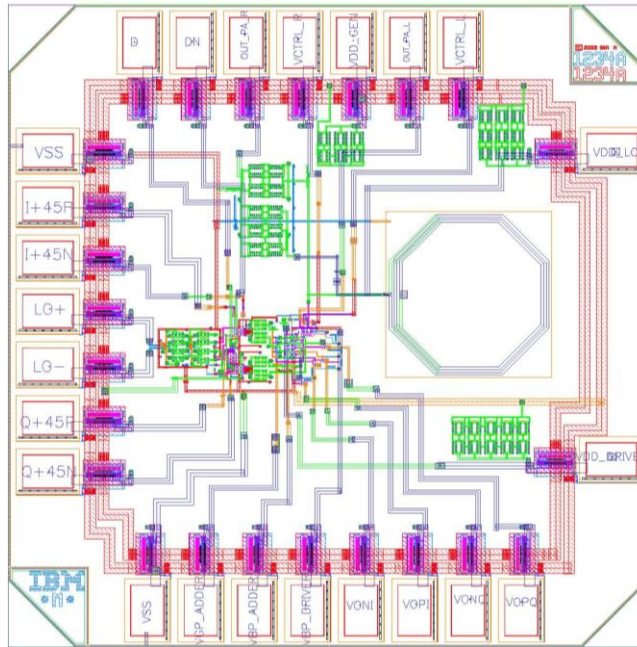 D
DN
OUT_PA_R
VCTRL_R
VDD_GEN
OUT_PA_L
VCTRL_L
1234A
1234A
VSS
I+45P
I+45N
LO+
LO-
Q+45P
Q+45N
VDD_LO
VDD_DRIVE
IBM
VSS
VGP_ADDER
VBP_ADDER
VBP_DRIVER
VONI
VOPI
VONQ
VOPQ